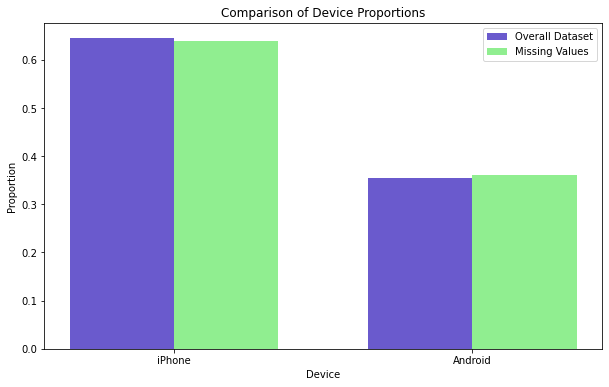 Comparison of Device Proportions
Overall Dataset
Missing Values
Proportion
0.6
0.5
0.4
0.3
0.2
0.1
0.0
iPhone
Android
Device